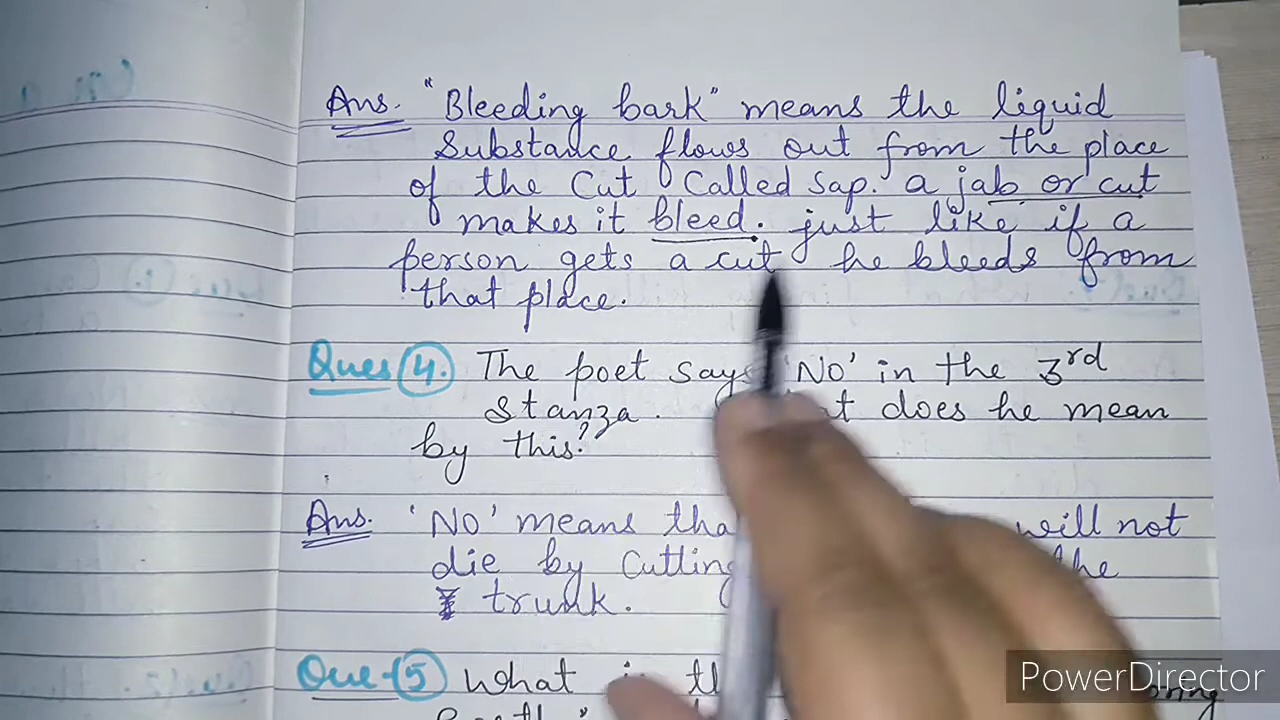 Ans. "Bleeding bark" means the liquid
Substance flows out from the place
of the cut called sap. a jab or cut
makes it bleed. just like if a
person gets a cut he bleeds from
that place.
Ques 4. The poet says 'NO' in the 3rd
Stanza. does he mean
by this?
Ans. 'NO' means will not
die by cutting the
trunk.
Que-5 What
PowerDirector